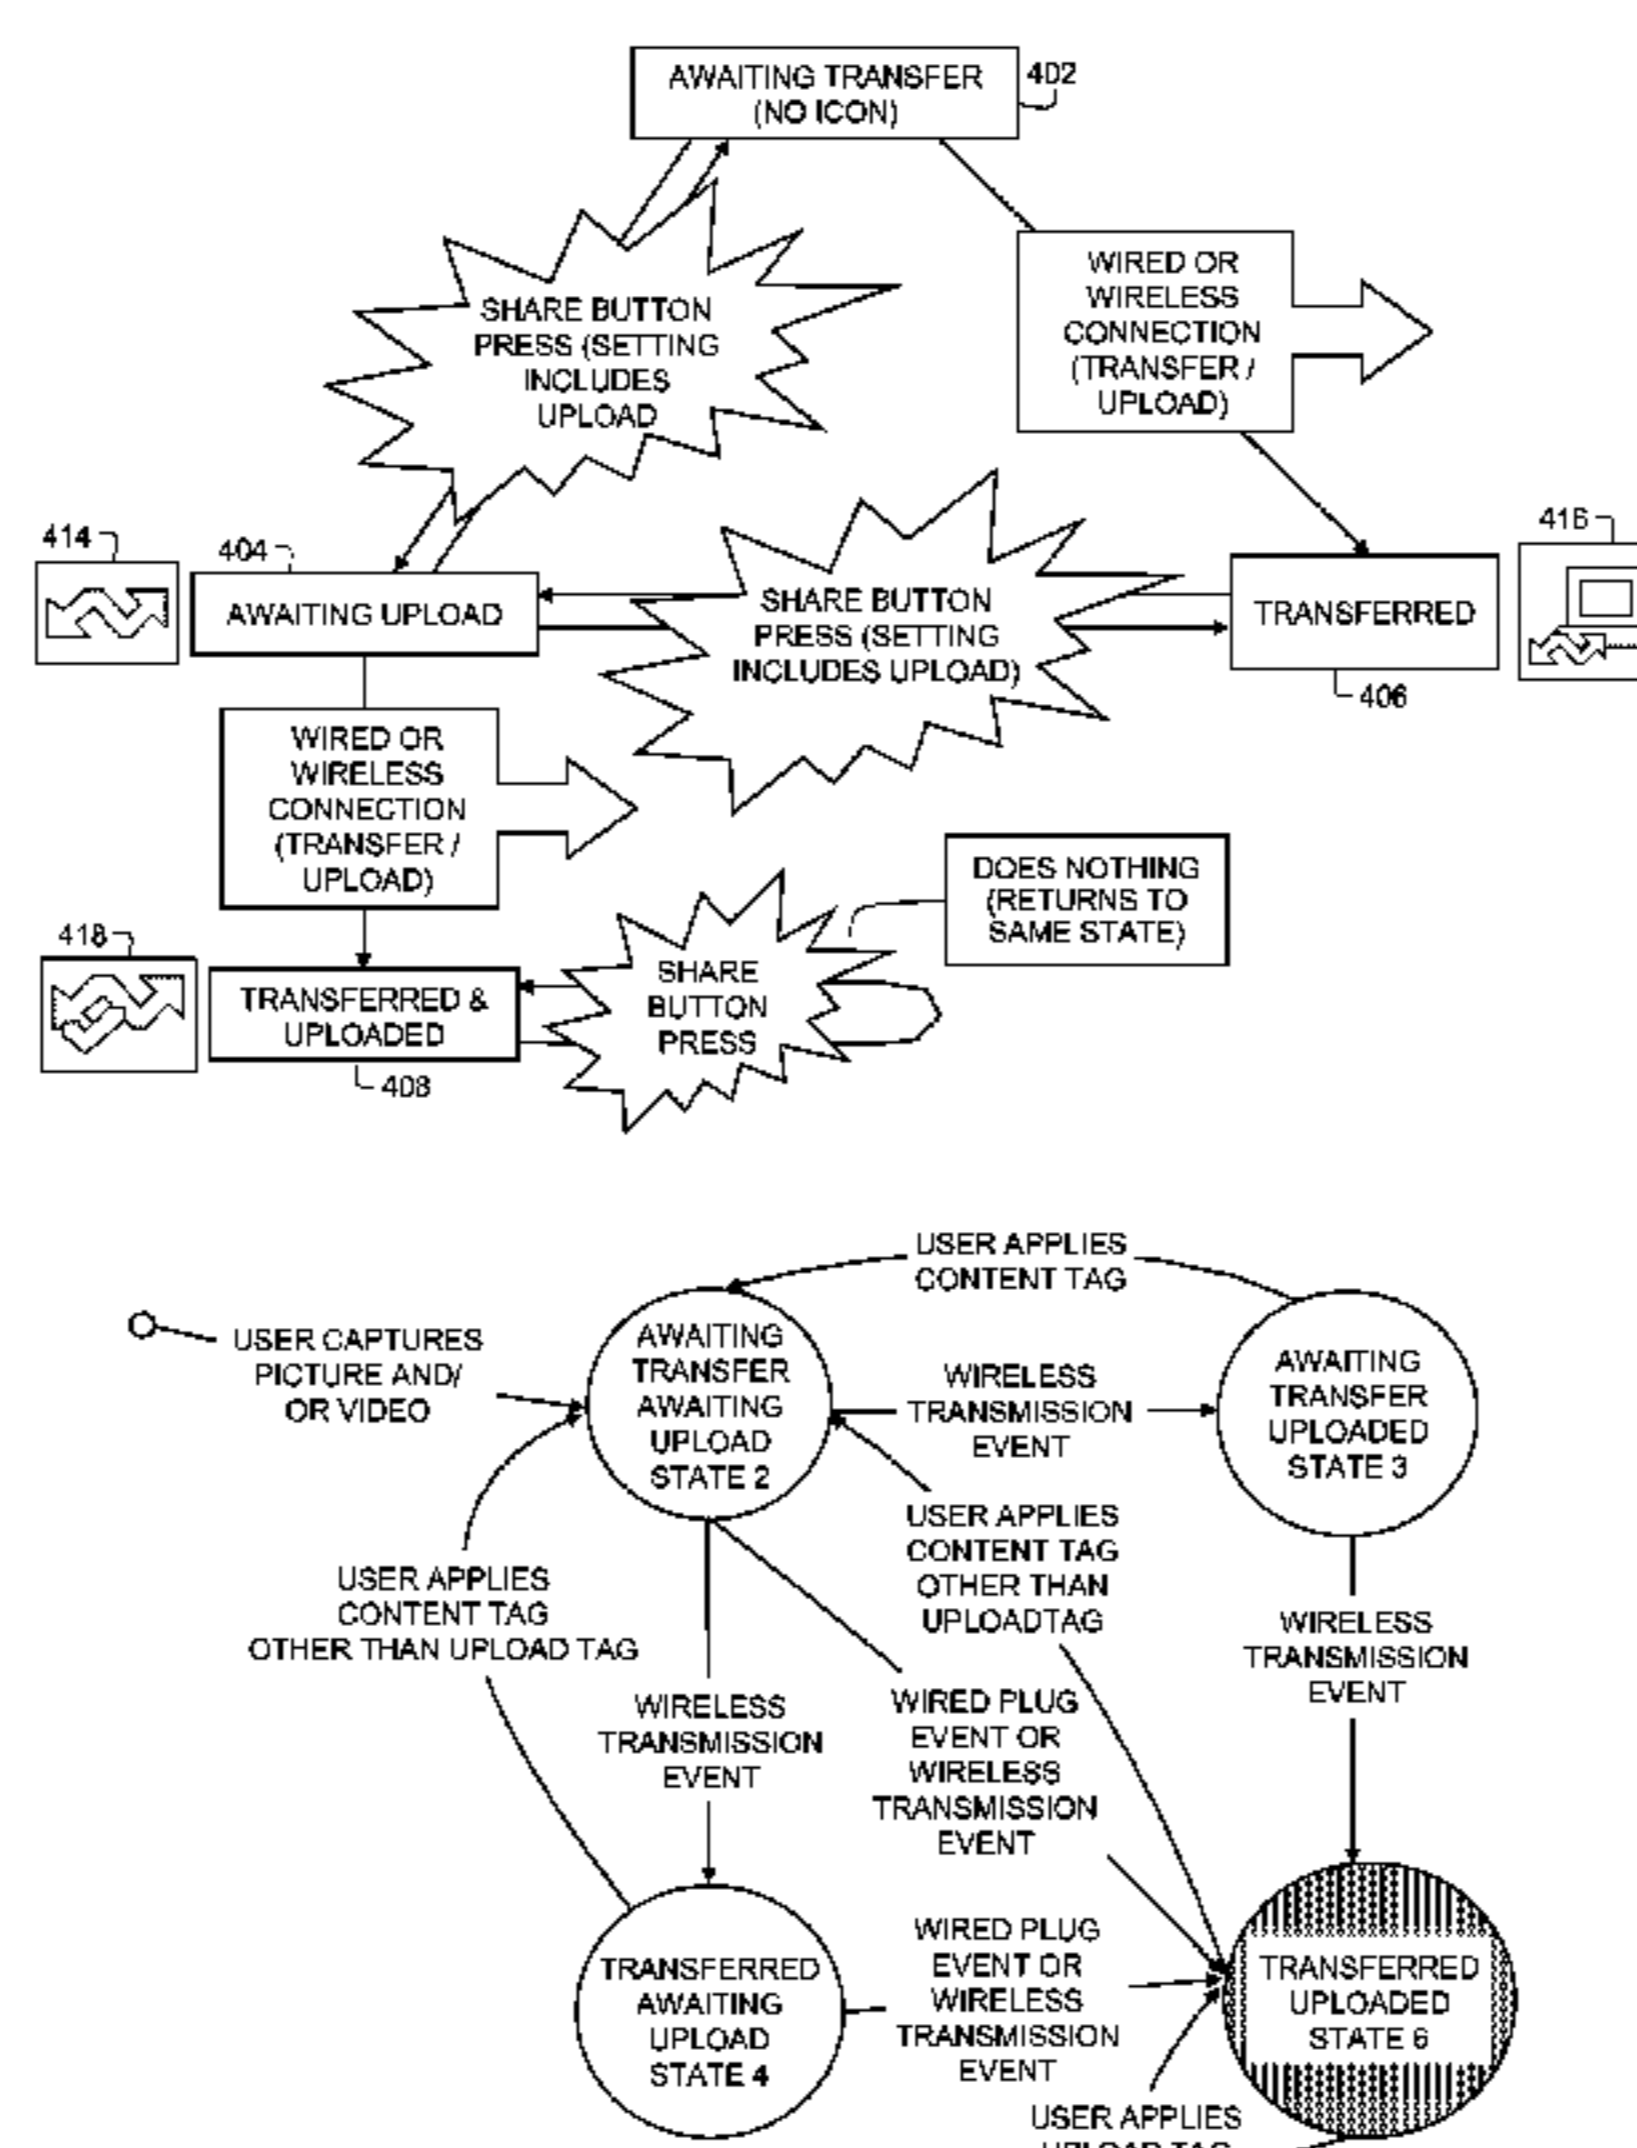 AWAITING TRANSFER
(NO ICON)
402
WIRED OR
WIRELESS
CONNECTION
(TRANSFER /
UPLOAD)
SHARE BUTTON
PRESS (SETTING
INCLUDES
UPLOAD
414
404
AWAITING UPLOAD
SHARE BUTTON
PRESS (SETTING
INCLUDES UPLOAD)
TRANSFERRED
406
416
WIRED OR
WIRELESS
CONNECTION
(TRANSFER /
UPLOAD)
DOES NOTHING
(RETURNS TO
SAME STATE)
418
TRANSFERRED &
UPLOADED
408
SHARE
BUTTON
PRESS
USER APPLIES
CONTENT TAG
USER CAPTURES
PICTURE AND/
OR VIDEO
AWAITING
TRANSFER
AWAITING
UPLOAD
STATE 2
WIRELESS
TRANSMISSION
EVENT
AWAITING
TRANSFER
UPLOADED
STATE 3
USER APPLIES
CONTENT TAG
OTHER THAN
UPLOADTAG
USER APPLIES
CONTENT TAG
OTHER THAN UPLOAD TAG
WIRELESS
TRANSMISSION
EVENT
WIRELESS
TRANSMISSION
EVENT
WIRED PLUG
EVENT OR
WIRELESS
TRANSMISSION
EVENT
TRANSFERRED
AWAITING
UPLOAD
STATE 4
WIRED PLUG
EVENT OR
WIRELESS
TRANSMISSION
EVENT
TRANSFERRED
UPLOADED
STATE 6
USER APPLIES
UPLOAD TAG